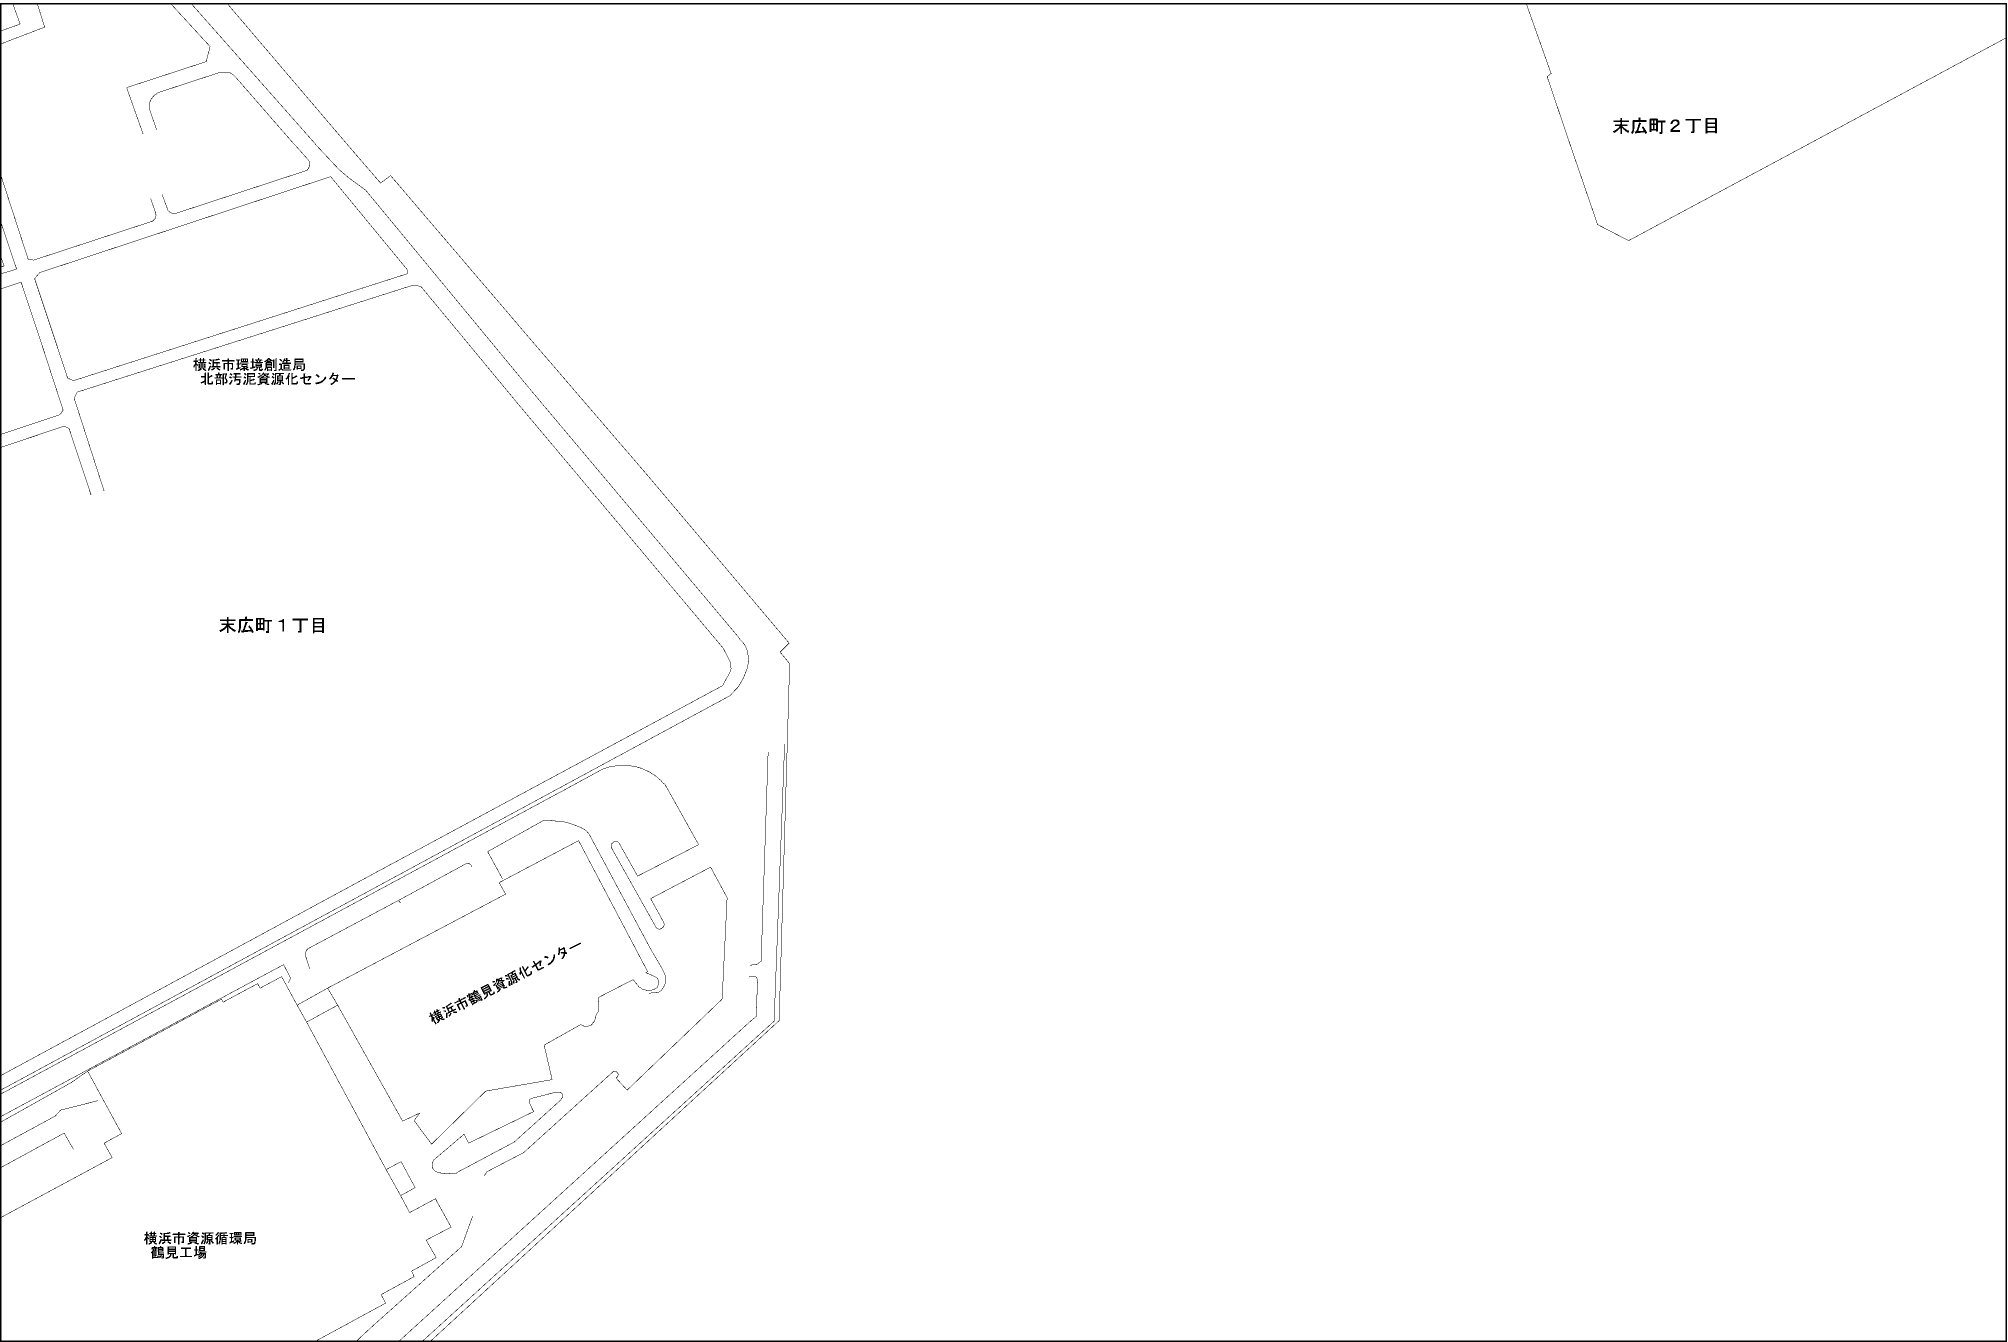 末広町２丁目
横浜市環境創造局
北部汚泥資源化センター
末広町１丁目
横浜市鶴見資源化センター
横浜市資源循環局
鶴見工場